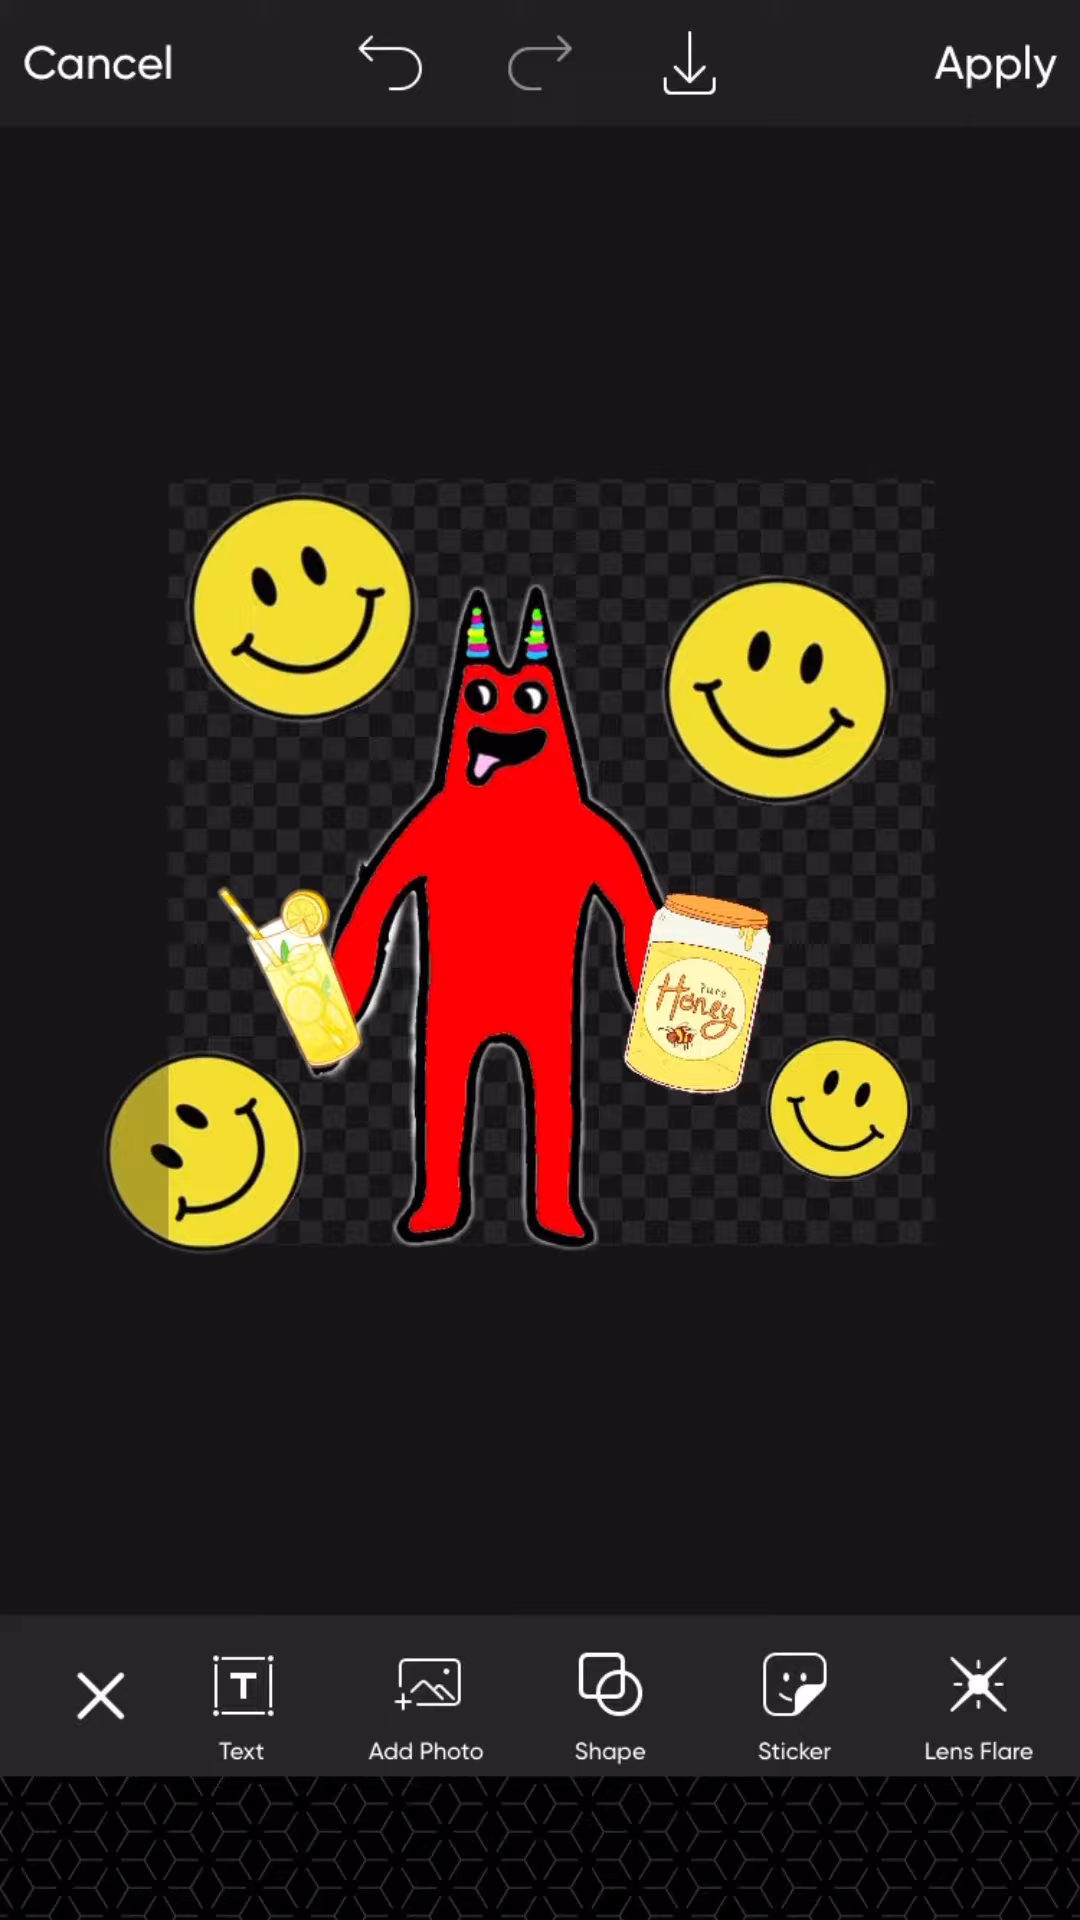 Cancel
Apply
Pure
Honey
Text
Add Photo
Shape
Sticker
Lens Flare